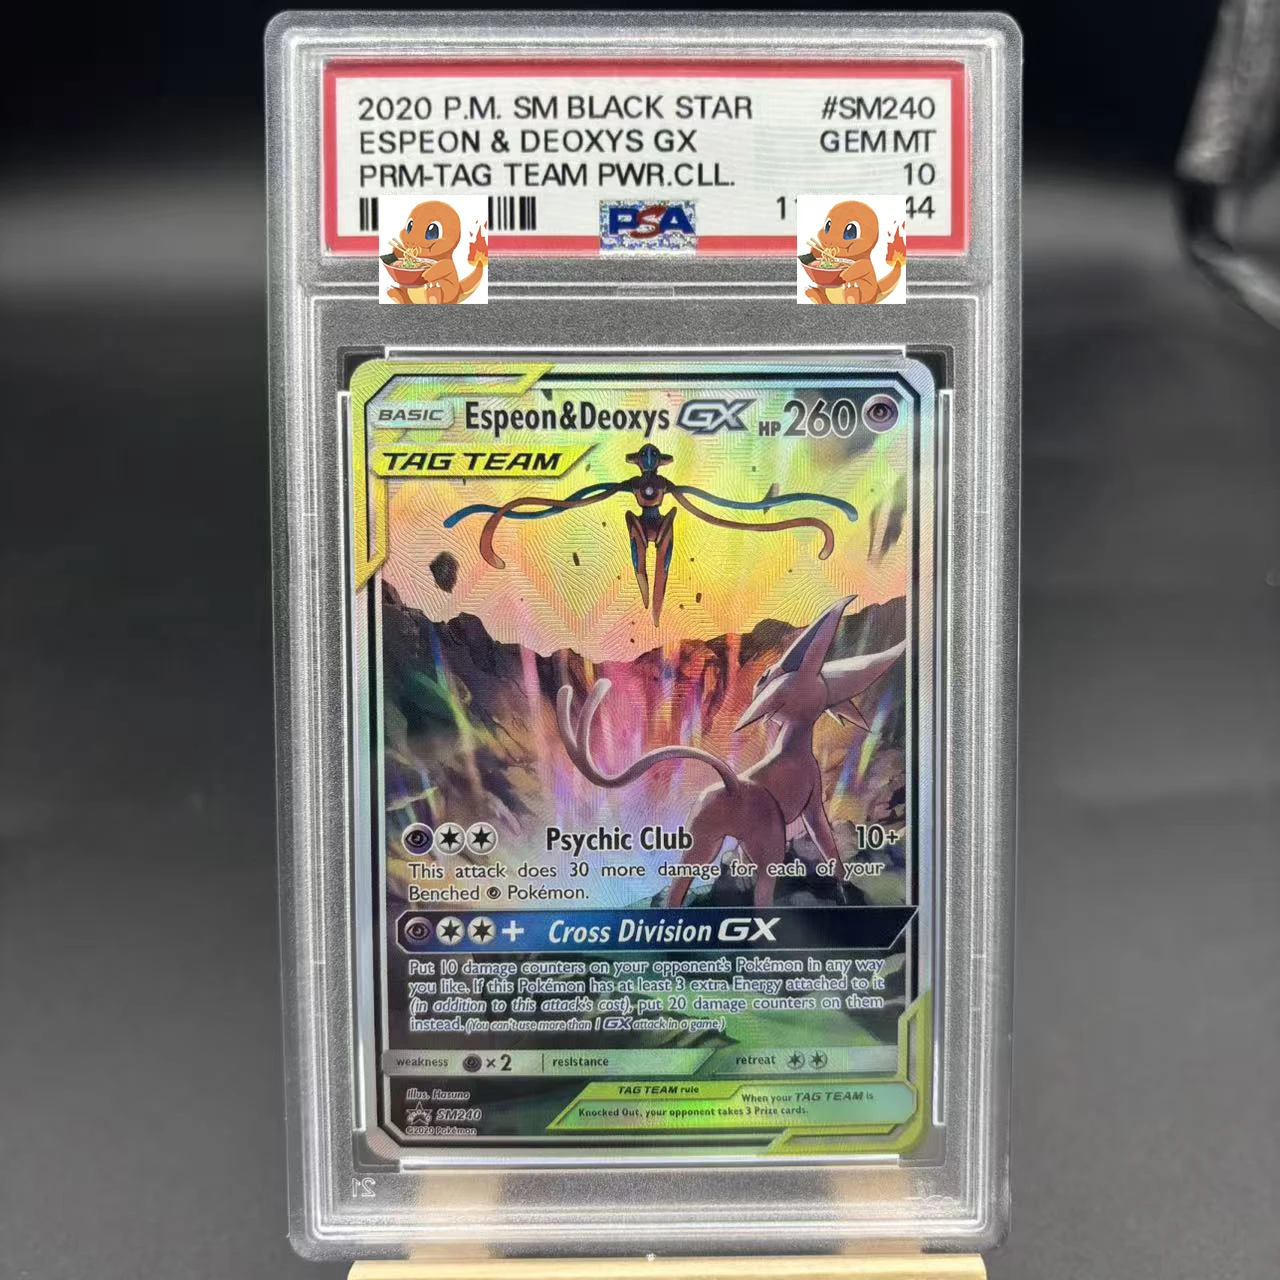 2020 P.M. SM BLACK STAR #SM240
ESPEON & DEOXYS GX GEM MT
PRM-TAG TEAM PWR.CLL. 10
PSA 11 44
BASIC Espeon&Deoxys GX HP 260
TAG TEAM
Psychic Club 10+
This attack does 30 more damage for each of your
Benched Pokémon.
+ Cross Division GX
Put 10 damage counters on your opponent's Pokémon in any way
you like. If this Pokémon has at least 3 extra Energy attached to it
(in addition to this attack's cost), put 20 damage counters on them
instead. (You can't use more than 1 GX attack in a game.)
weakness ×2 resistance retreat
Illus. Hasuno
TAG TEAM rule When your TAG TEAM is
Knocked Out, your opponent takes 3 Prize cards.
SM240
©2020 Pokémon
21